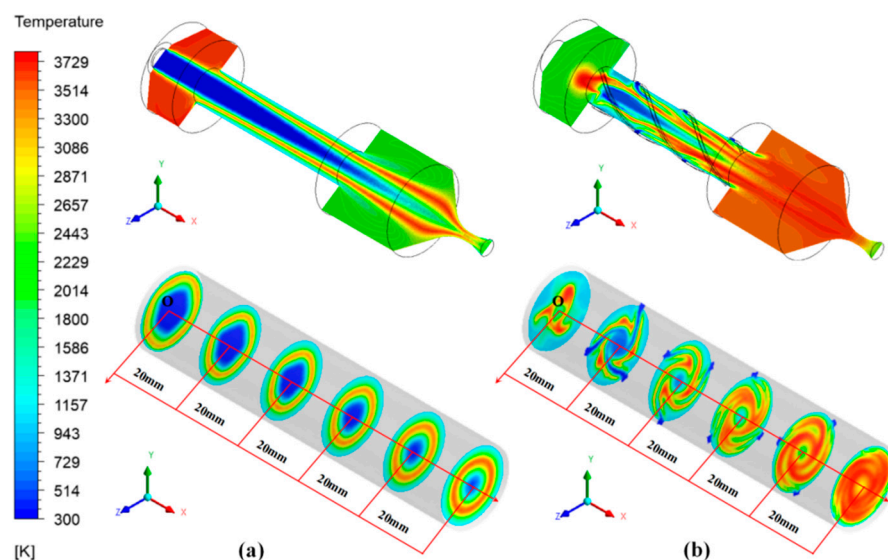 Temperature
3729
3514
3300
3086
2871
2657
2443
2229
2014
1800
1586
1371
1157
943
729
514
300
[K]
Y
Z
X
Y
Z
X
O
20mm
20mm
20mm
20mm
20mm
Y
Z
X
O
20mm
20mm
20mm
20mm
20mm
Y
Z
X
(a)
(b)